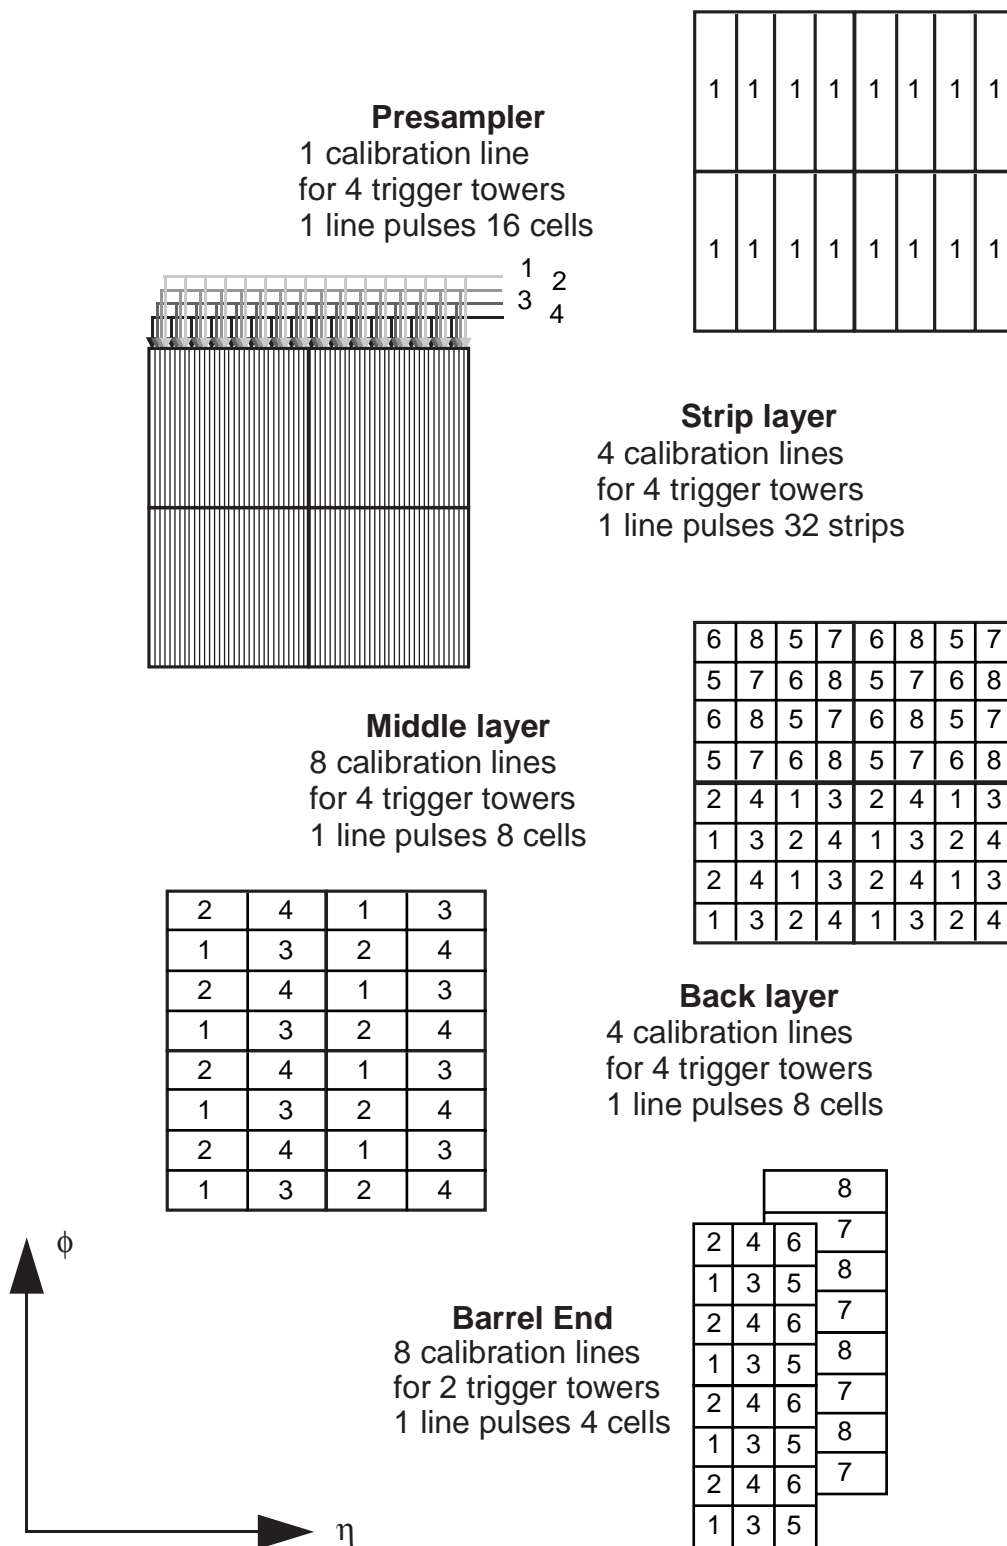 1 1 1 1 1 1 1 1
Presampler
1 calibration line
for 4 trigger towers
1 line pulses 16 cells
1 1 1 1 1 1 1 1
1 2
3 4
Strip layer
4 calibration lines
for 4 trigger towers
1 line pulses 32 strips
6 8 5 7 6 8 5 7
5 7 6 8 5 7 6 8
6 8 5 7 6 8 5 7
5 7 6 8 5 7 6 8
2 4 1 3 2 4 1 3
1 3 2 4 1 3 2 4
2 4 1 3 2 4 1 3
1 3 2 4 1 3 2 4
Middle layer
8 calibration lines
for 4 trigger towers
1 line pulses 8 cells
2 4 1 3
1 3 2 4
2 4 1 3
1 3 2 4
2 4 1 3
1 3 2 4
2 4 1 3
1 3 2 4
Back layer
4 calibration lines
for 4 trigger towers
1 line pulses 8 cells
8
7
8
7
8
7
8
7
2 4 6
1 3 5
2 4 6
1 3 5
2 4 6
1 3 5
2 4 6
1 3 5
Barrel End
8 calibration lines
for 2 trigger towers
1 line pulses 4 cells
ϕ
η